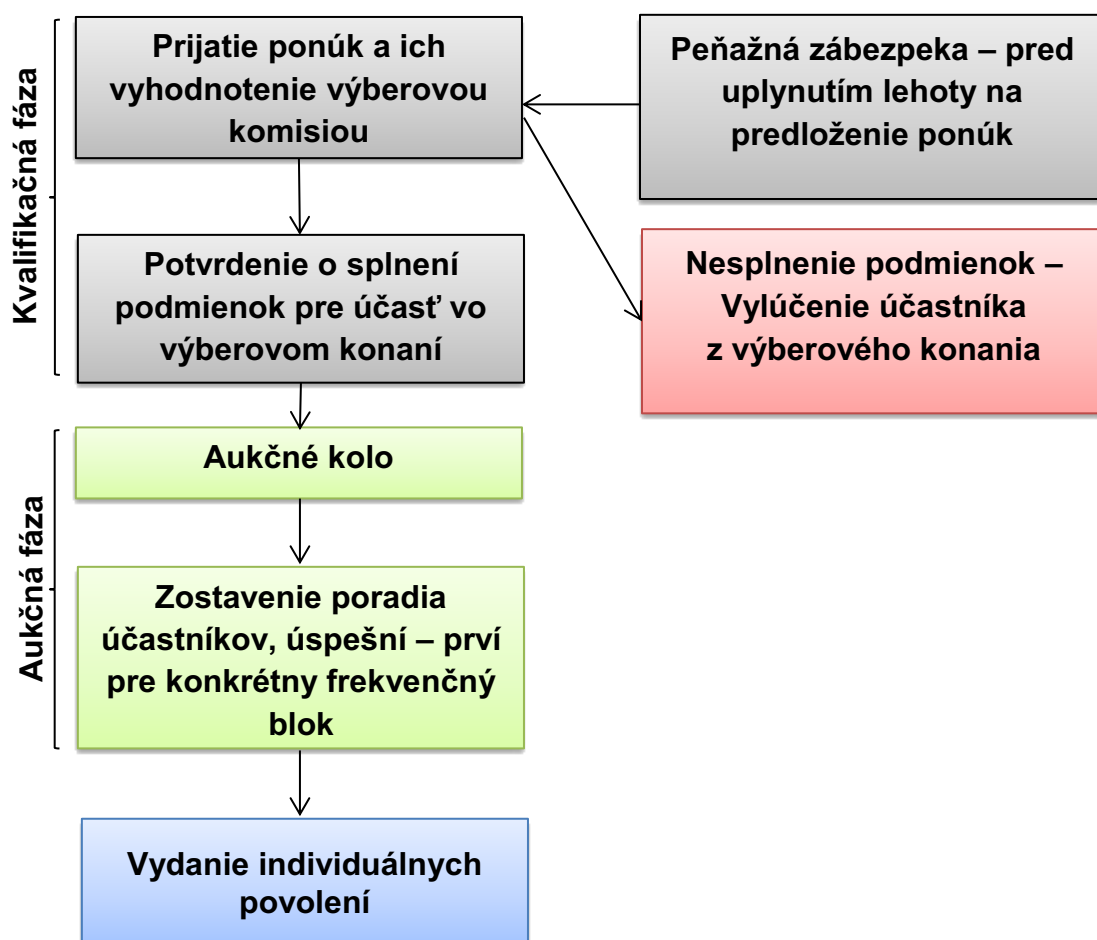 Kvalifikačná fáza
Prijatie ponúk a ich
vyhodnotenie výberovou
komisiou
Peňažná zábezpeka – pred
uplynutím lehoty na
predloženie ponúk
Potvrdenie o splnení
podmienok pre účasť vo
výberovom konaní
Nesplnenie podmienok –
Vylúčenie účastníka
z výberového konania
Aukčná fáza
Aukčné kolo
Zostavenie poradia
účastníkov, úspešní – prví
pre konkrétny frekvenčný
blok
Vydanie individuálnych
povolení